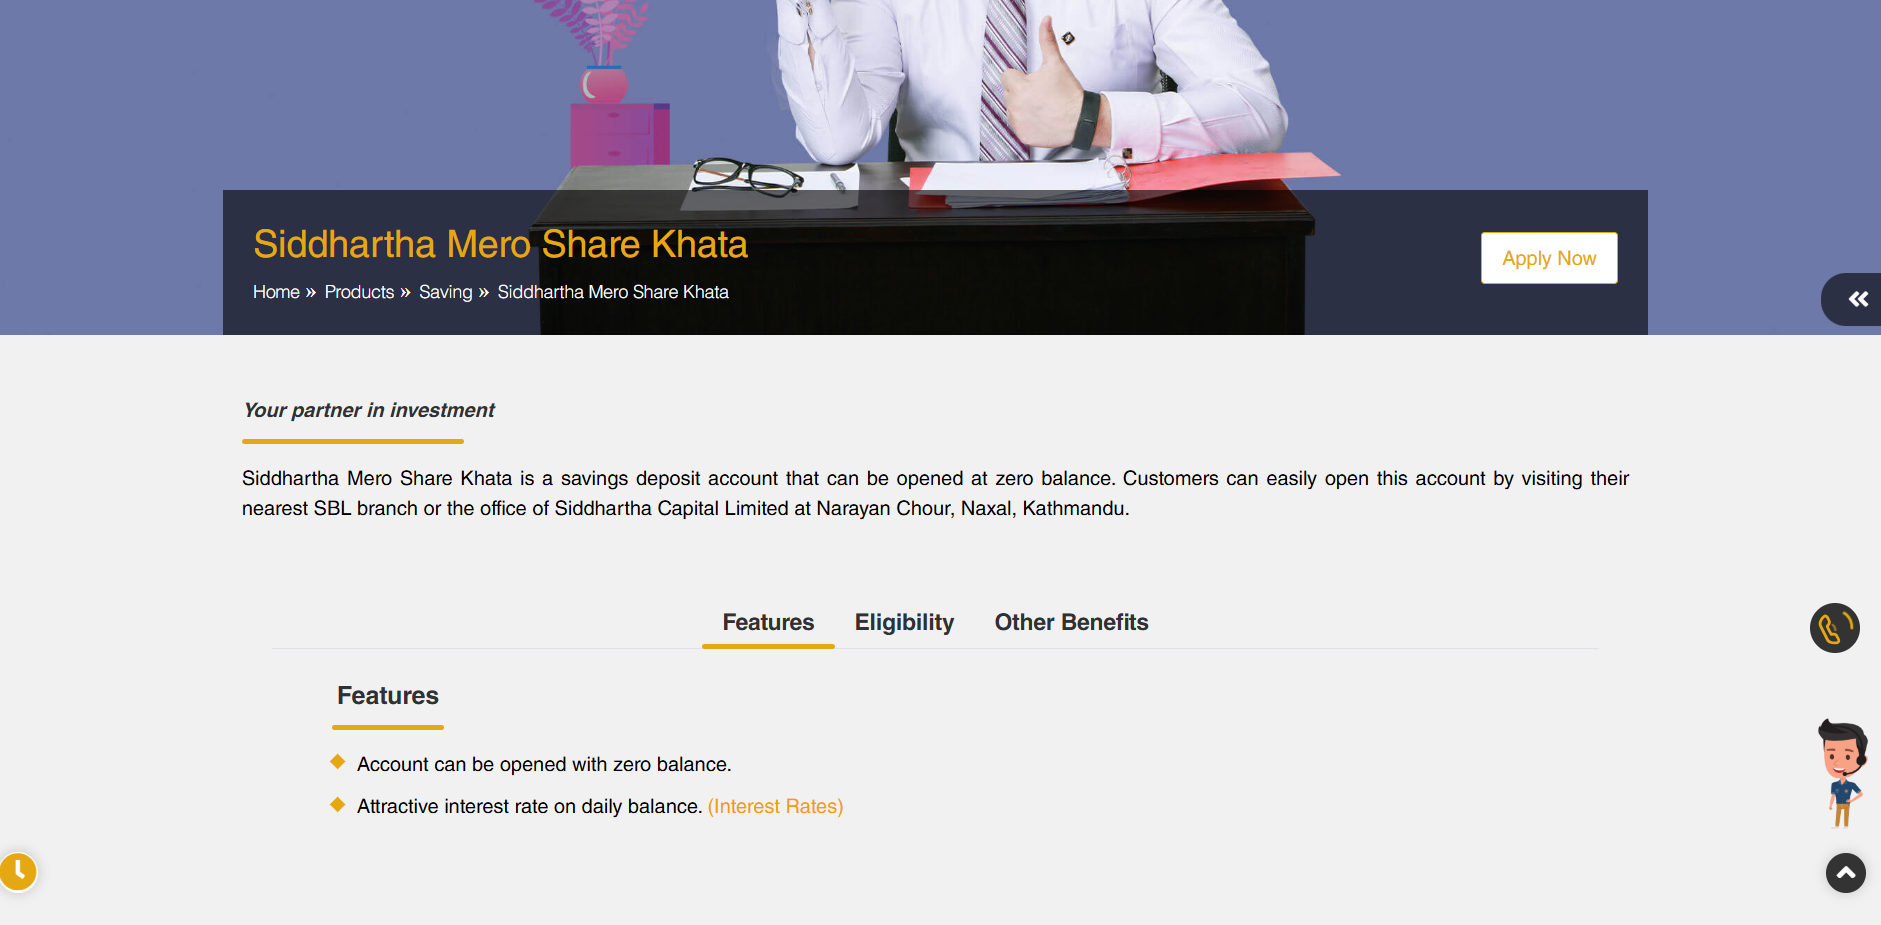 Siddhartha Mero Share Khata
Apply Now
Home » Products » Saving » Siddhartha Mero Share Khata
Your partner in investment
Siddhartha Mero Share Khata is a savings deposit account that can be opened at zero balance. Customers can easily open this account by visiting their
nearest SBL branch or the office of Siddhartha Capital Limited at Narayan Chour, Naxal, Kathmandu.
Features Eligibility Other Benefits
Features
Account can be opened with zero balance.
Attractive interest rate on daily balance. (Interest Rates)